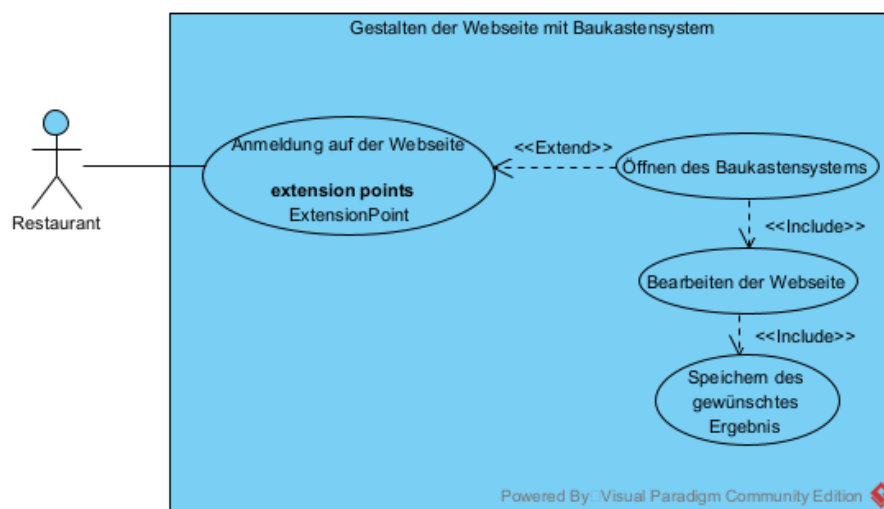 Gestalten der Webseite mit Baukastensystem
Restaurant
Anmeldung auf der Webseite
extension points
ExtensionPoint
<<Extend>>
Öffnen des Baukastensystems
<<Include>>
Bearbeiten der Webseite
<<Include>>
Speichern des
gewünschtes
Ergebnis
Powered By Visual Paradigm Community Edition